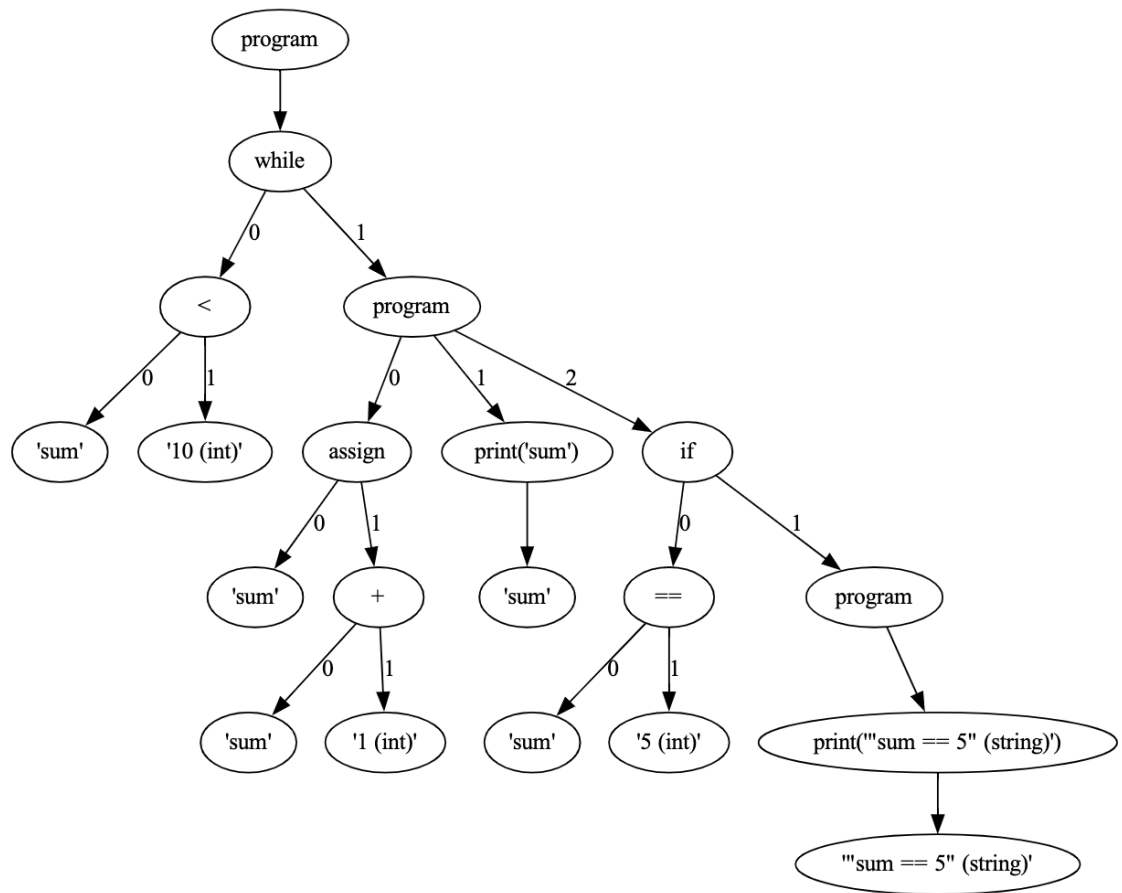 program
while
0
1
<
program
0
1
0
1
2
'sum'
'10 (int)'
assign
print('sum')
if
0
1
0
1
'sum'
+
'sum'
==
program
0
1
0
1
'sum'
'1 (int)'
'sum'
'5 (int)'
print('"sum == 5" (string)')
'"sum == 5" (string)'